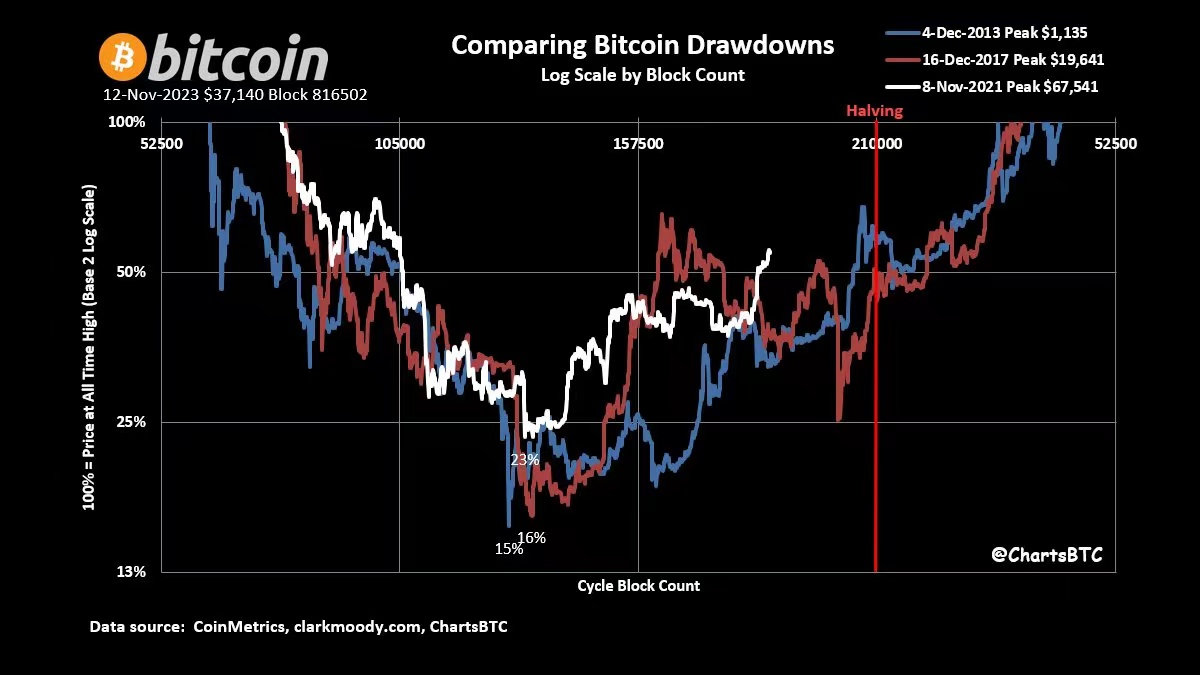 bitcoin
12-Nov-2023 $37,140 Block 816502
Comparing Bitcoin Drawdowns
Log Scale by Block Count
4-Dec-2013 Peak $1,135
16-Dec-2017 Peak $19,641
8-Nov-2021 Peak $67,541
Halving
100%
52500
105000
157500
210000
52500
50%
25%
13%
100% = Price at All Time High (Base 2 Log Scale)
23%
16%
15%
@ChartsBTC
Cycle Block Count
Data source: CoinMetrics, clarkmoody.com, ChartsBTC